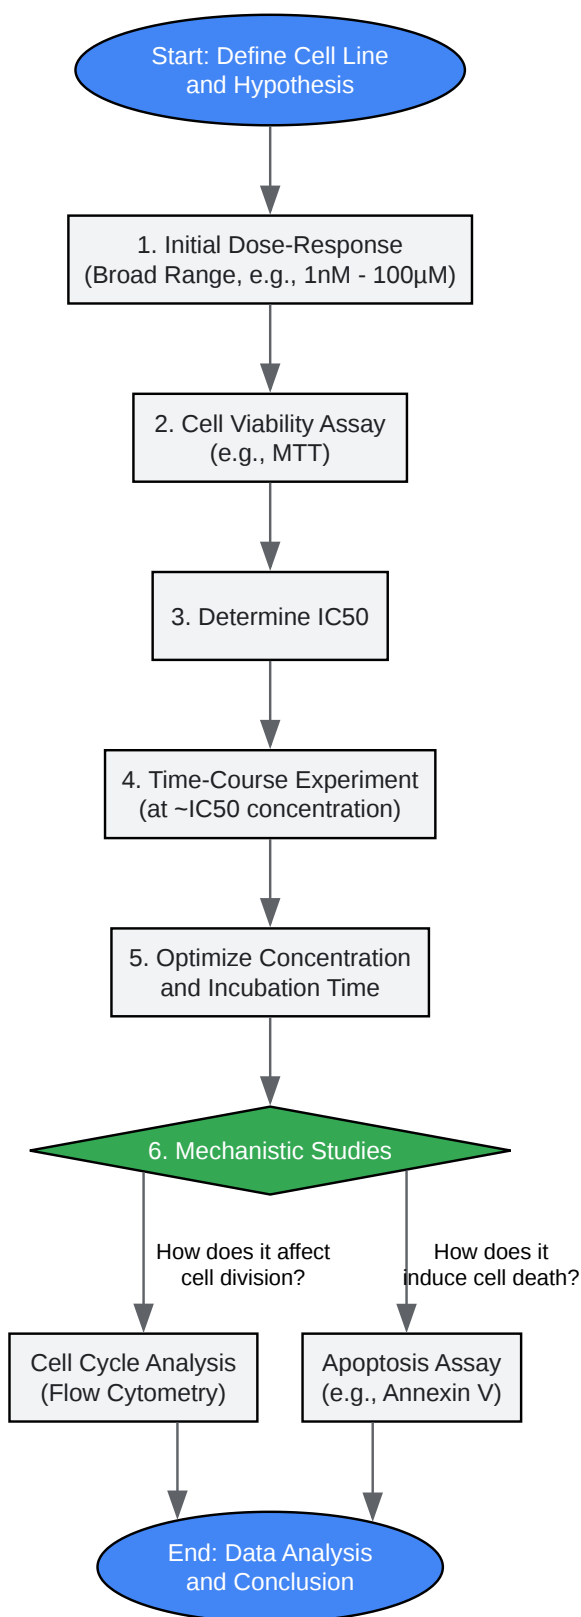 Start: Define Cell Line
and Hypothesis
1. Initial Dose-Response
(Broad Range, e.g., 1nM - 100µM)
2. Cell Viability Assay
(e.g., MTT)
3. Determine IC50
4. Time-Course Experiment
(at ~IC50 concentration)
5. Optimize Concentration
and Incubation Time
6. Mechanistic Studies
How does it affect
cell division?
How does it
induce cell death?
Cell Cycle Analysis
(Flow Cytometry)
Apoptosis Assay
(e.g., Annexin V)
End: Data Analysis
and Conclusion